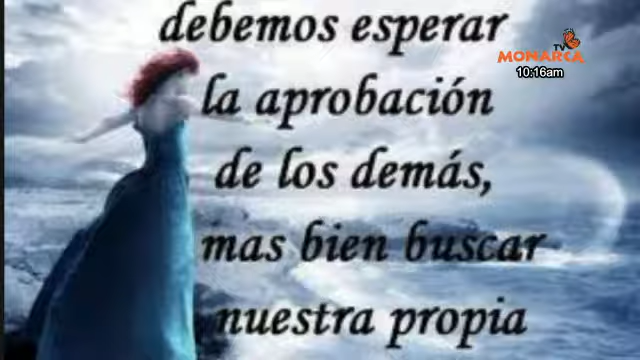 debemos esperar
la aprobación
de los demás,
mas bien buscar
nuestra propia
TV
MONARCA
10:16am